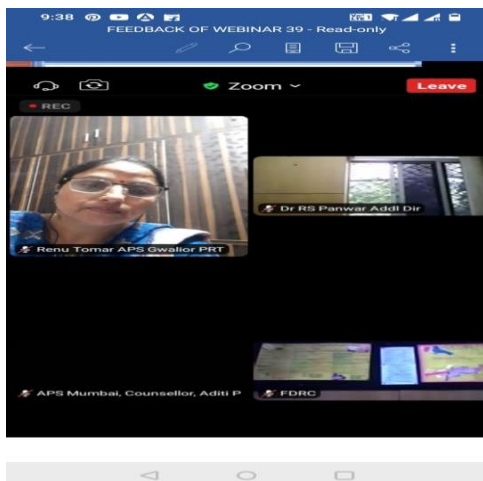 9:38
FEEDBACK OF WEBINAR 39 - Read-only
Zoom
Leave
REC
Dr RS Panwar Addl Dir
Renu Tomar APS Gwalior PRT
APS Mumbai, Counsellor, Aditi P
FDRC